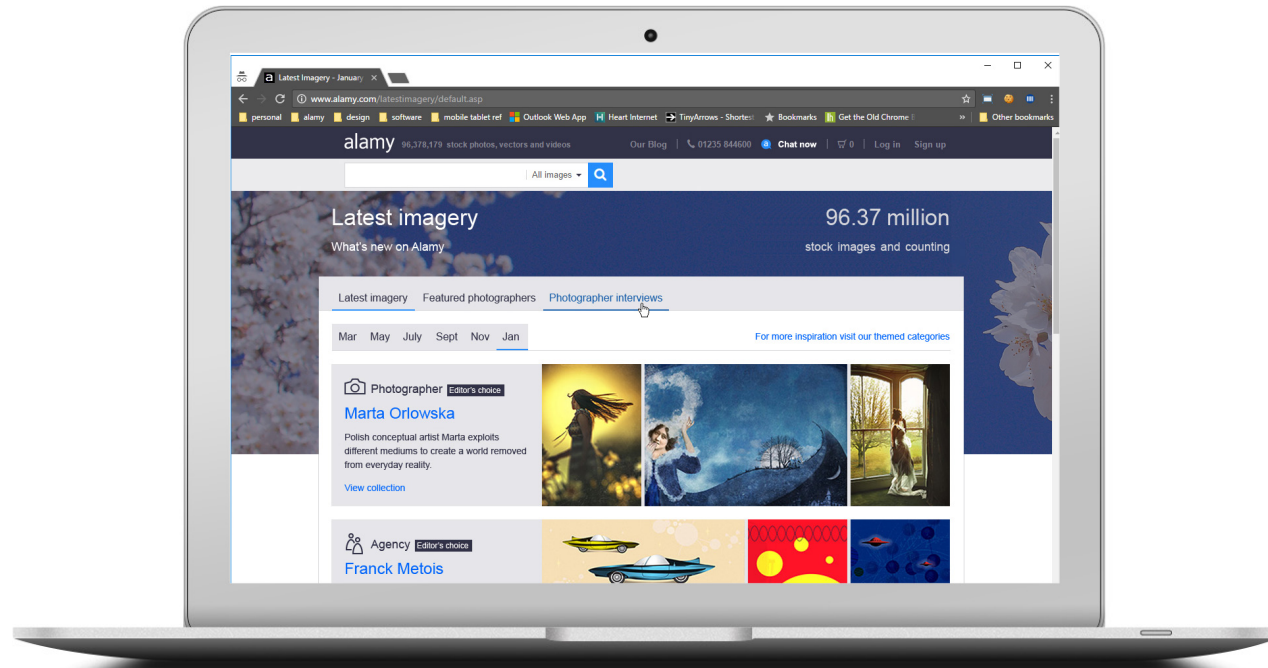 Latest Imagery - January
www.alamy.com/latestimagery/default.asp
personal alamy design software mobile tablet ref Outlook Web App Heart Internet TinyArrows - Shortest Bookmarks Get the Old Chrome » Other bookmarks
alamy 96,378,179 stock photos, vectors and videos Our Blog | 01235 844600 a Chat now | 0 | Log in Sign up
All images
Latest imagery 96.37 million
What's new on Alamy stock images and counting
Latest imagery Featured photographers Photographer interviews
Mar May July Sept Nov Jan For more inspiration visit our themed categories
Photographer Editor's choice
Marta Orlowska
Polish conceptual artist Marta exploits
different mediums to create a world removed
from everyday reality.
View collection
Agency Editor's choice
Franck Metois